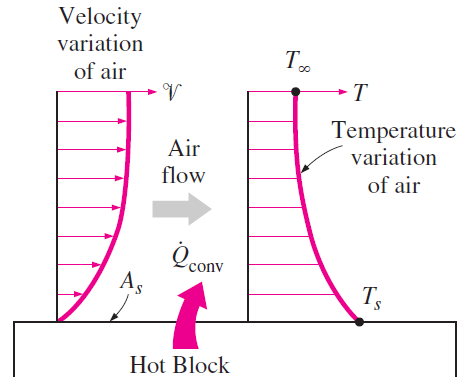 Velocity
variation
of air
𝒱
T∞
T
Temperature
variation
of air
Air
flow
Q̇conv
As
Ts
Hot Block